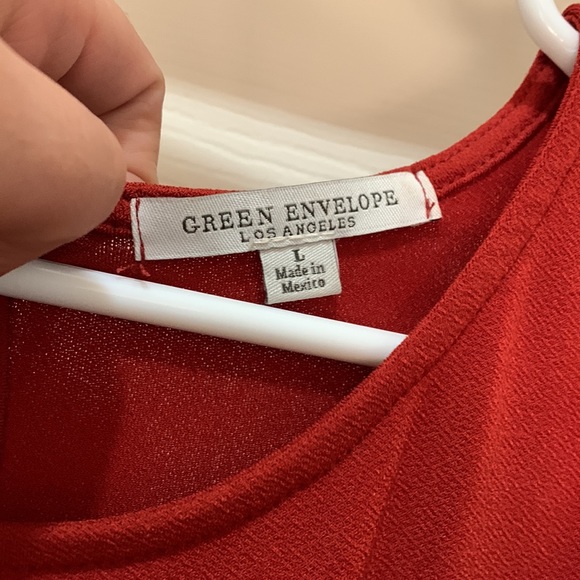 GREEN ENVELOPE
LOS ANGELES
L
Made in
Mexico